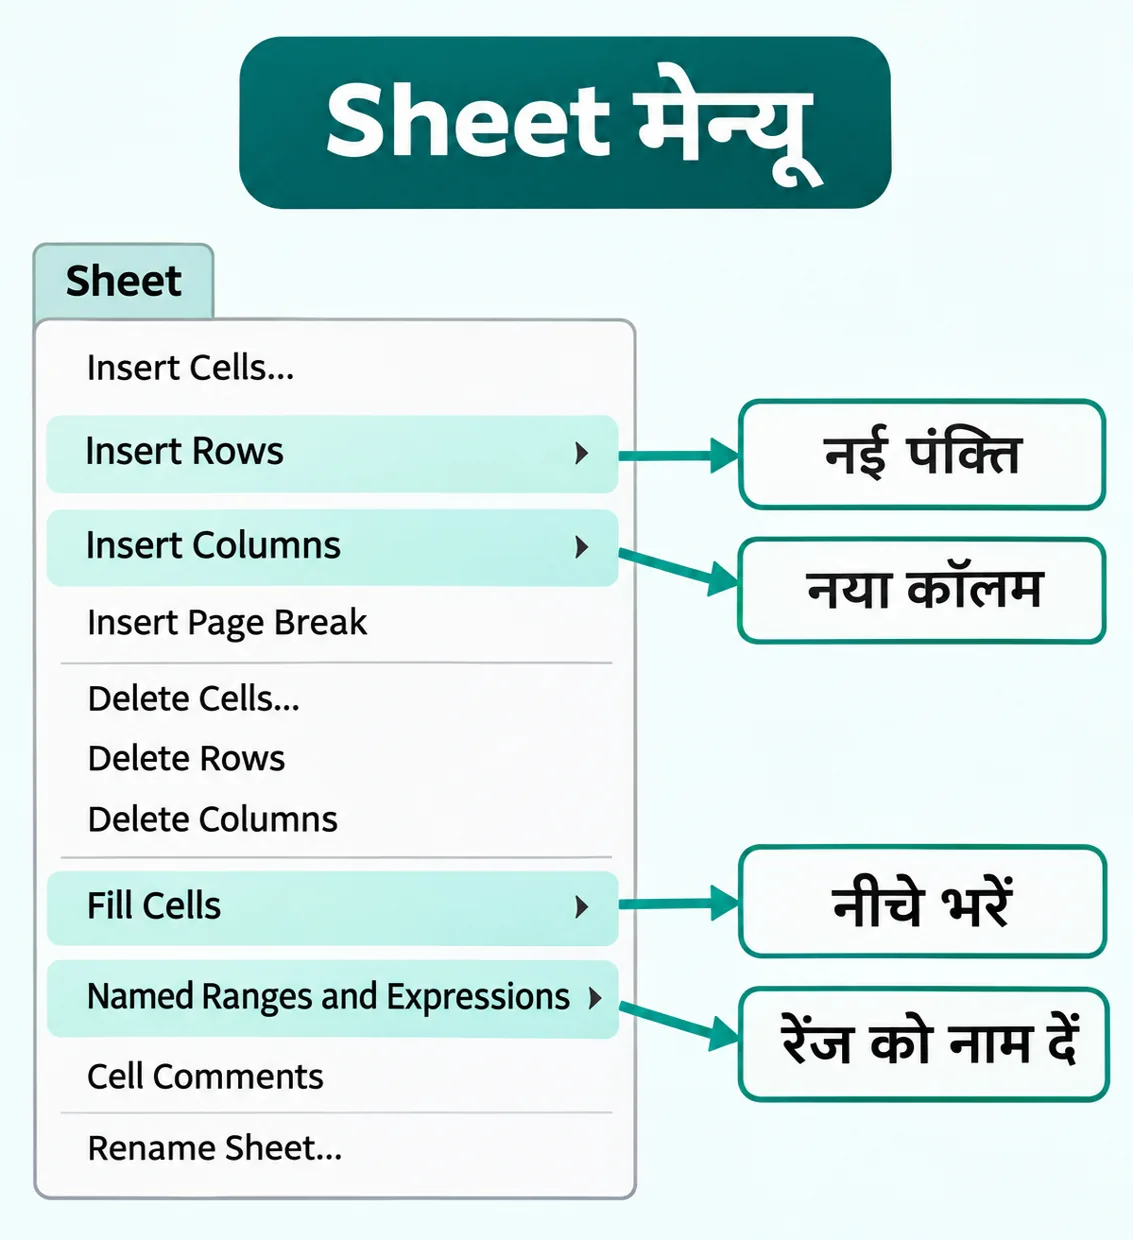 Sheet मेन्यू
Sheet
Insert Cells...
Insert Rows
नई पंक्ति
Insert Columns
नया कॉलम
Insert Page Break
Delete Cells...
Delete Rows
Delete Columns
Fill Cells
नीचे भरें
Named Ranges and Expressions
रेंज को नाम दें
Cell Comments
Rename Sheet...